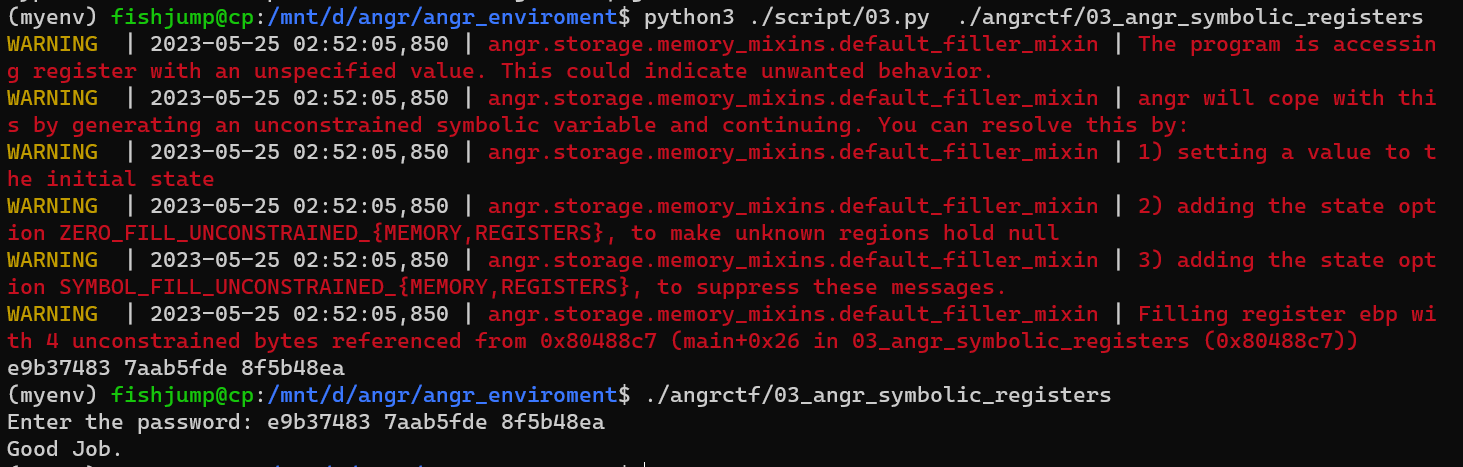 (myenv) fishjump@cp:/mnt/d/angr/angr_enviroment$ python3 ./script/03.py  ./angrctf/03_angr_symbolic_registers
WARNING  | 2023-05-25 02:52:05,850 | angr.storage.memory_mixins.default_filler_mixin | The program is accessin
g register with an unspecified value. This could indicate unwanted behavior.
WARNING  | 2023-05-25 02:52:05,850 | angr.storage.memory_mixins.default_filler_mixin | angr will cope with thi
s by generating an unconstrained symbolic variable and continuing. You can resolve this by:
WARNING  | 2023-05-25 02:52:05,850 | angr.storage.memory_mixins.default_filler_mixin | 1) setting a value to t
he initial state
WARNING  | 2023-05-25 02:52:05,850 | angr.storage.memory_mixins.default_filler_mixin | 2) adding the state opt
ion ZERO_FILL_UNCONSTRAINED_{MEMORY,REGISTERS}, to make unknown regions hold null
WARNING  | 2023-05-25 02:52:05,850 | angr.storage.memory_mixins.default_filler_mixin | 3) adding the state opt
ion SYMBOL_FILL_UNCONSTRAINED_{MEMORY,REGISTERS}, to suppress these messages.
WARNING  | 2023-05-25 02:52:05,850 | angr.storage.memory_mixins.default_filler_mixin | Filling register ebp wi
th 4 unconstrained bytes referenced from 0x80488c7 (main+0x26 in 03_angr_symbolic_registers (0x80488c7))
e9b37483 7aab5fde 8f5b48ea
(myenv) fishjump@cp:/mnt/d/angr/angr_enviroment$ ./angrctf/03_angr_symbolic_registers
Enter the password: e9b37483 7aab5fde 8f5b48ea
Good Job.